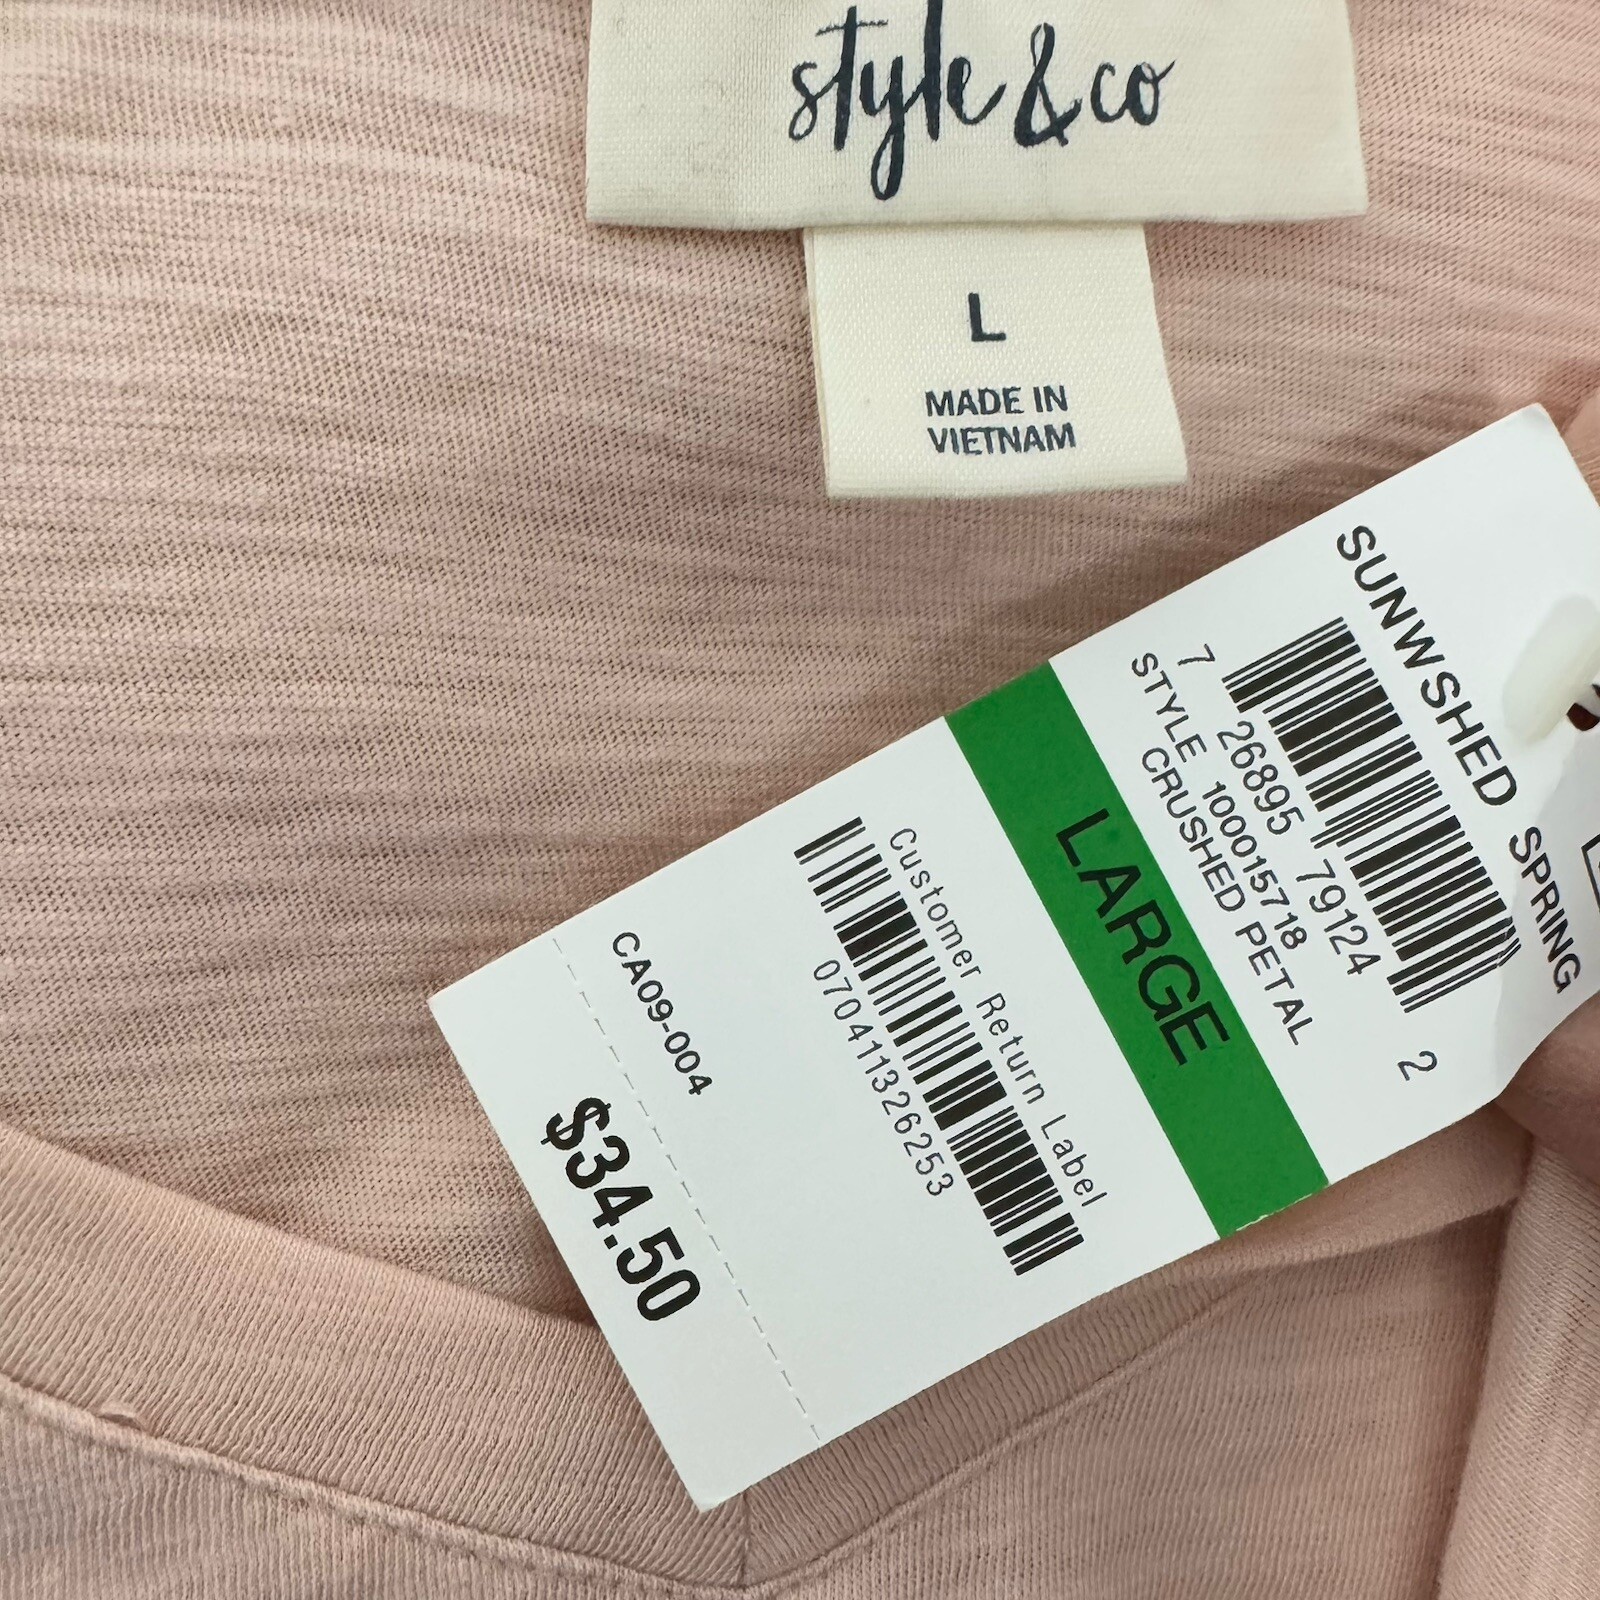 style & co
L
MADE IN
VIETNAM
SUNWSHED SPRING
7 26895 79124 2
STYLE 100015718
CRUSHED PETAL
LARGE
Customer Return Label
070411326253
CA09-004
$34.50